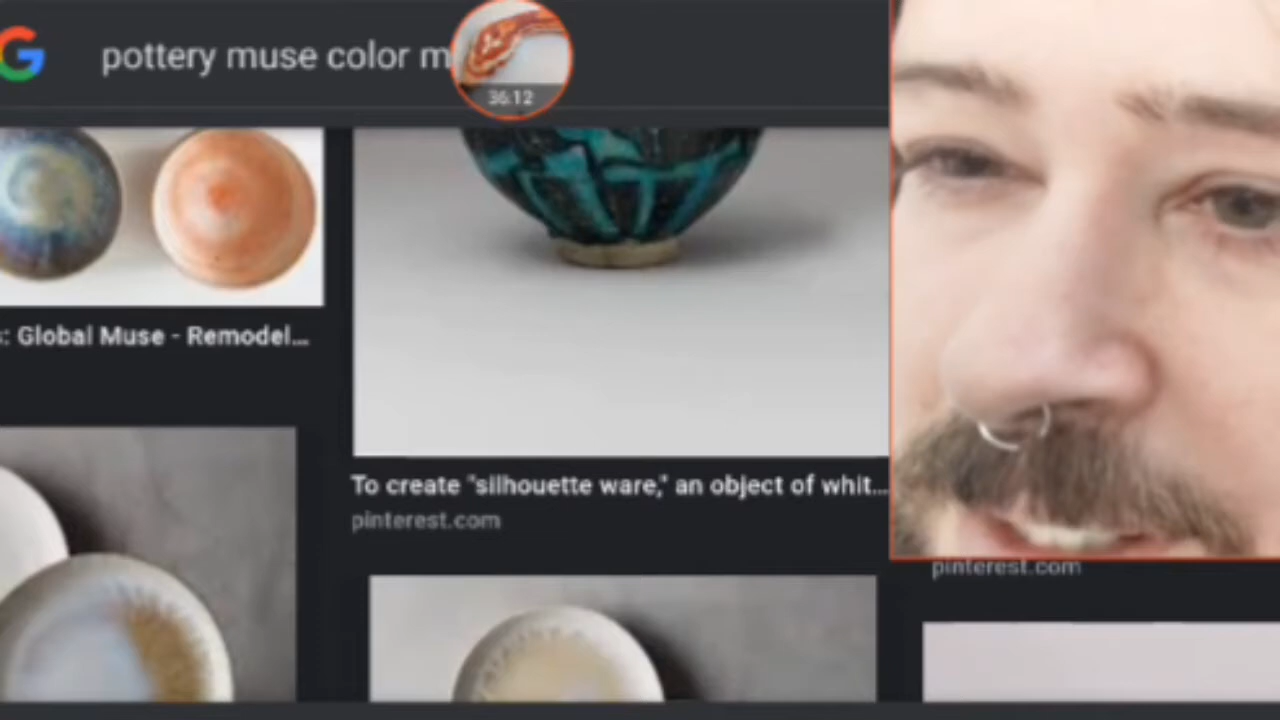 pottery muse color m
36:12
: Global Muse - Remodel...
To create "silhouette ware," an object of whit...
pinterest.com
pinterest.com